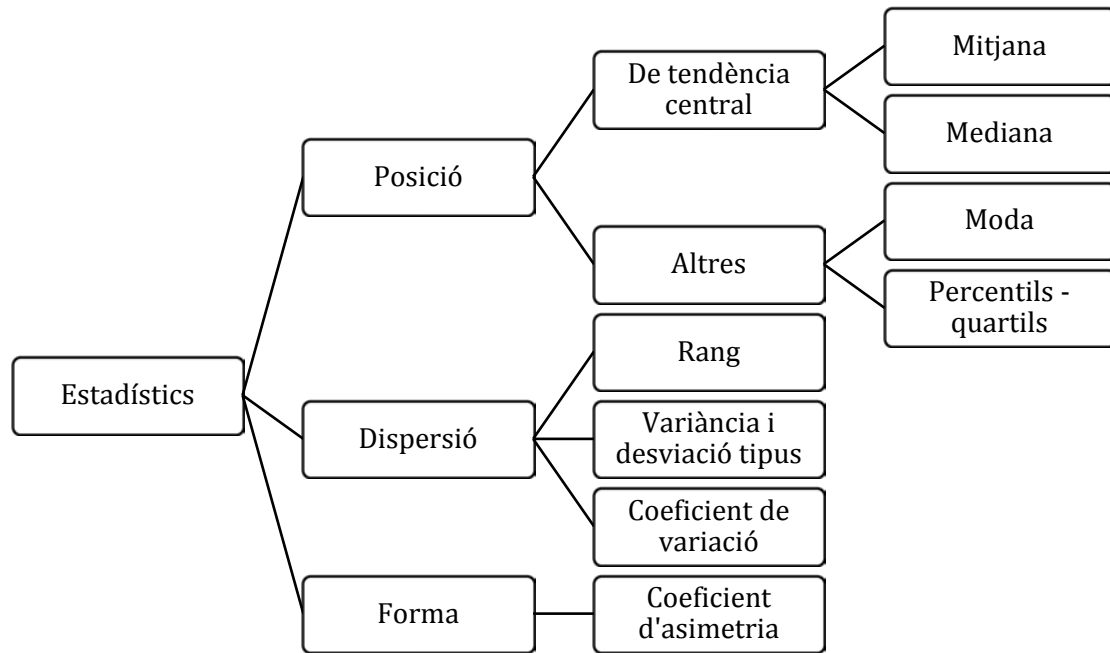 Estadístics
Posició
De tendència
central
Mitjana
Mediana
Altres
Moda
Percentils -
quartils
Dispersió
Rang
Variància i
desviació tipus
Coeficient de
variació
Forma
Coeficient
d'asimetria